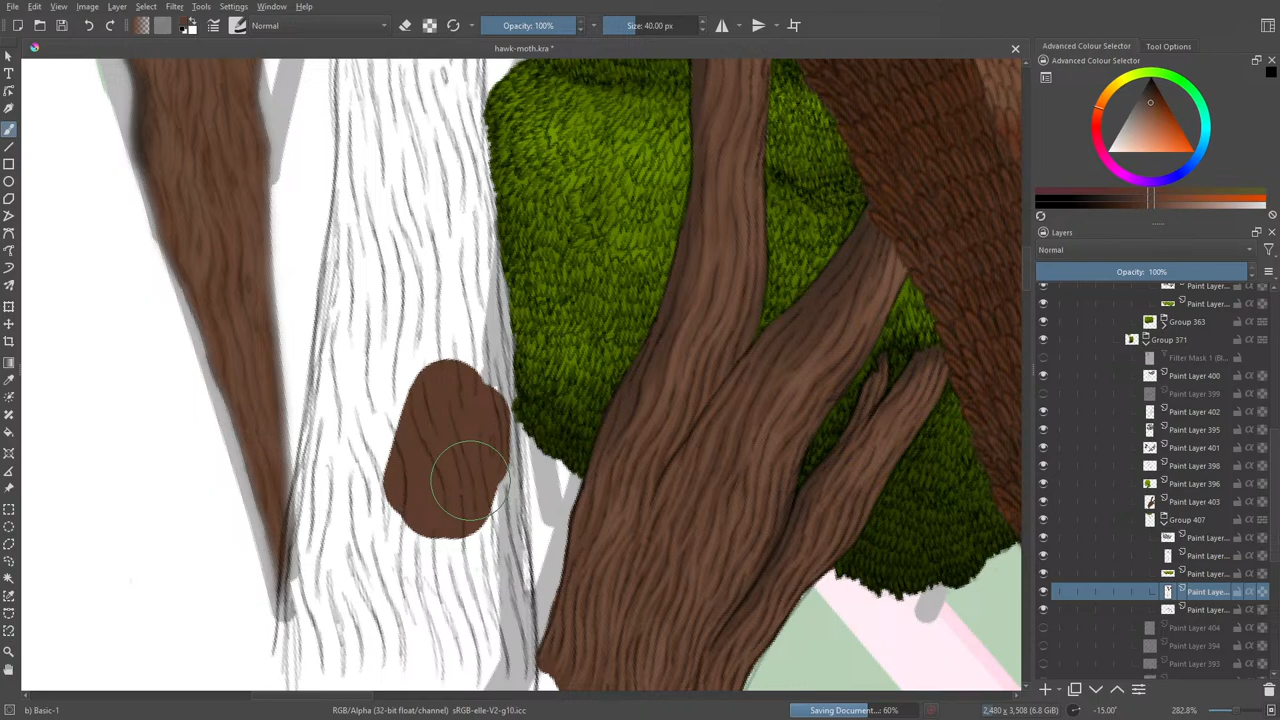 File Edit View Image Layer Select Filter Tools Settings Window Help
Normal
Opacity: 100%
Size: 40.00 px
hawk-moth.kra *
Advanced Colour Selector
Tool Options
Advanced Colour Selector
Layers
Normal
Opacity: 100%
Paint Layer...
Paint Layer...
Group 363
Group 371
Filter Mask 1 (Bl...
Paint Layer 400
Paint Layer 399
Paint Layer 402
Paint Layer 395
Paint Layer 401
Paint Layer 398
Paint Layer 396
Paint Layer 403
Group 407
Paint Layer...
Paint Layer...
Paint Layer...
Paint Laye...
Paint Layer...
Paint Layer 404
Paint Layer 394
Paint Layer 393
b) Basic-1
RGB/Alpha (32-bit float/channel) sRGB-elle-V2-g10.icc
Saving Document...: 60%
2,480 x 3,508 (6.8 GiB)
-15.00°
282.8%